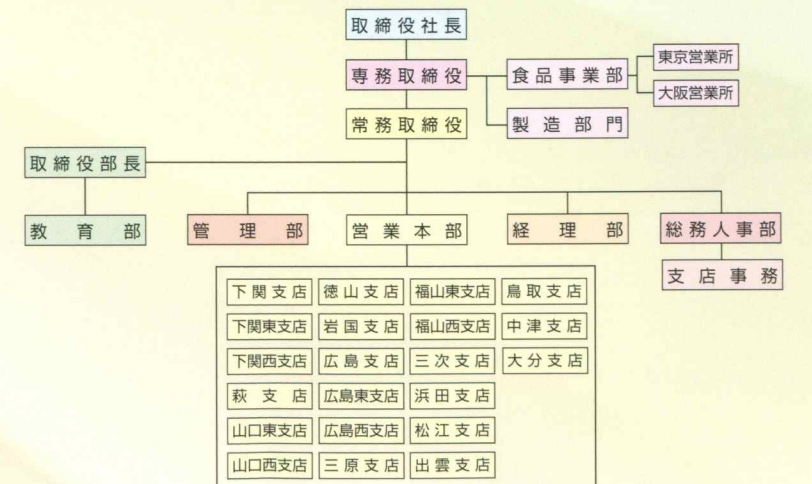 取締役社長
専務取締役
食品事業部
東京営業所
大阪営業所
常務取締役
製造部門
取締役部長
教育部
管理部
営業本部
経理部
総務人事部
支店事務
下関支店 徳山支店 福山東支店 鳥取支店
下関東支店 岩国支店 福山西支店 中津支店
下関西支店 広島支店 三次支店 大分支店
萩支店 広島東支店 浜田支店
山口東支店 広島西支店 松江支店
山口西支店 三原支店 出雲支店